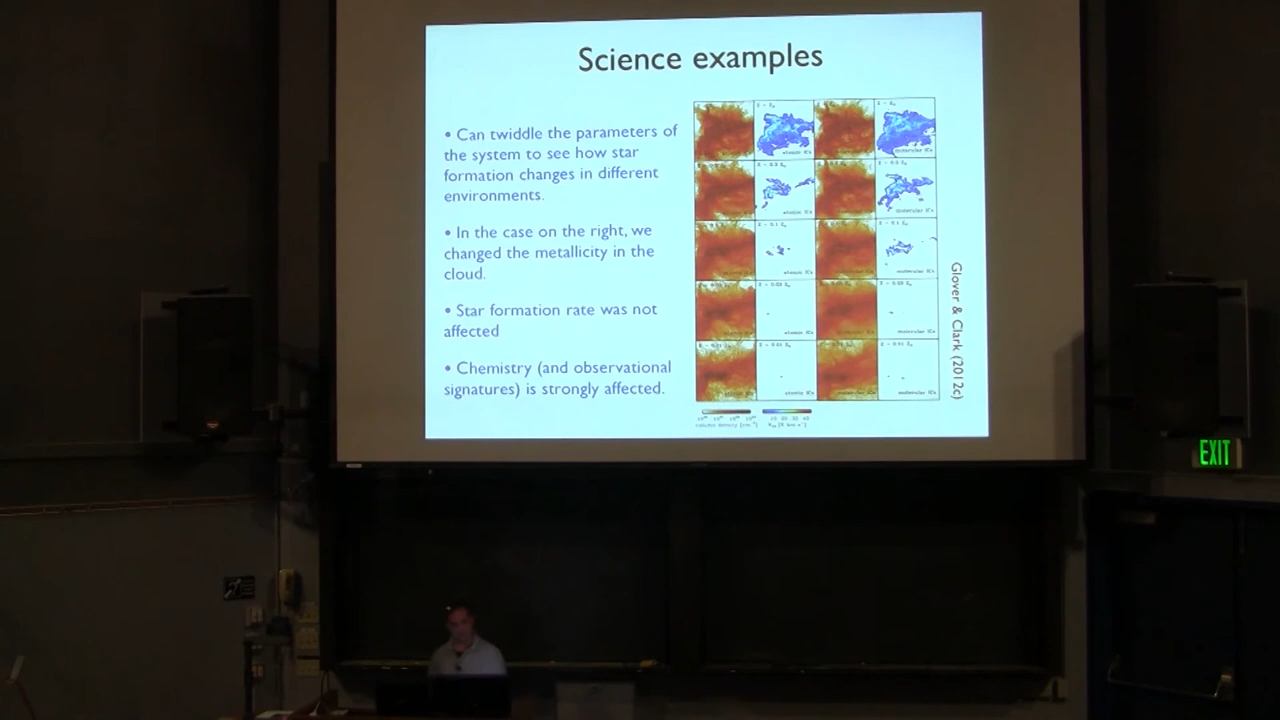 Science examples
• Can twiddle the parameters of
the system to see how star
formation changes in different
environments.
• In the case on the right, we
changed the metallicity in the
cloud.
• Star formation rate was not
affected
• Chemistry (and observational
signatures) is strongly affected.
Glover & Clark (2012c)
EXIT